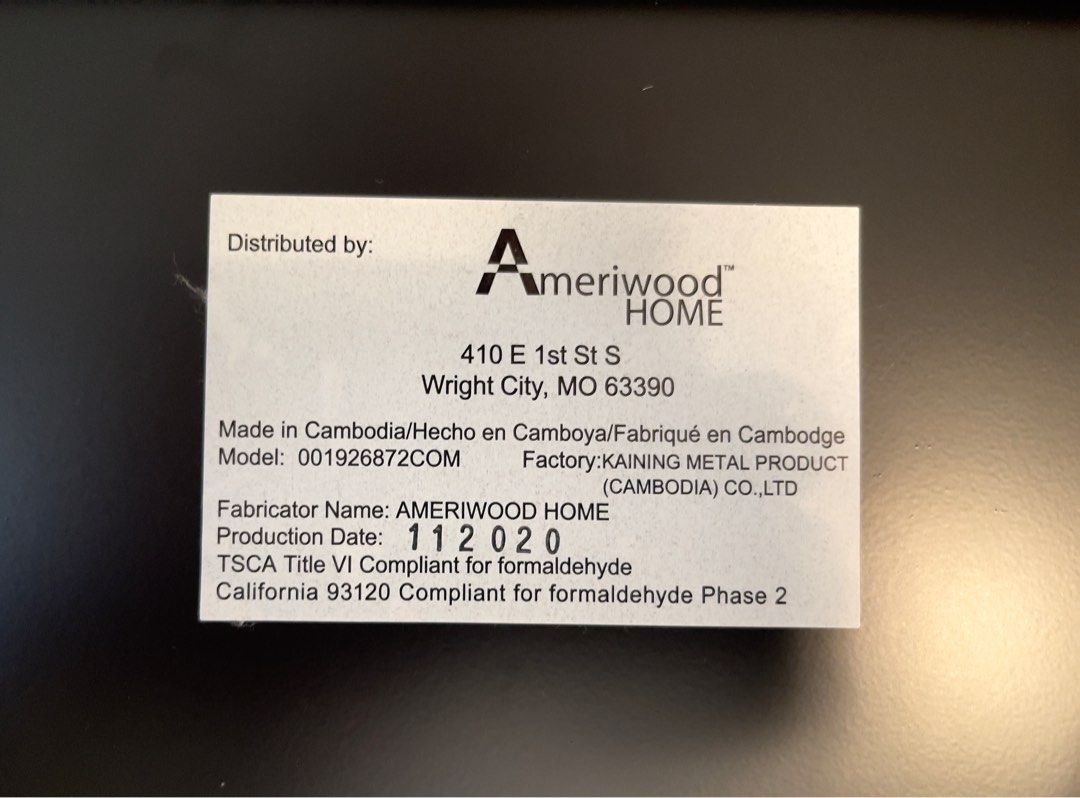 Distributed by:
Ameriwood™
HOME
410 E 1st St S
Wright City, MO 63390
Made in Cambodia/Hecho en Camboya/Fabriqué en Cambodge
Model: 001926872COM Factory:KAINING METAL PRODUCT
(CAMBODIA) CO.,LTD
Fabricator Name: AMERIWOOD HOME
Production Date: 112020
TSCA Title VI Compliant for formaldehyde
California 93120 Compliant for formaldehyde Phase 2